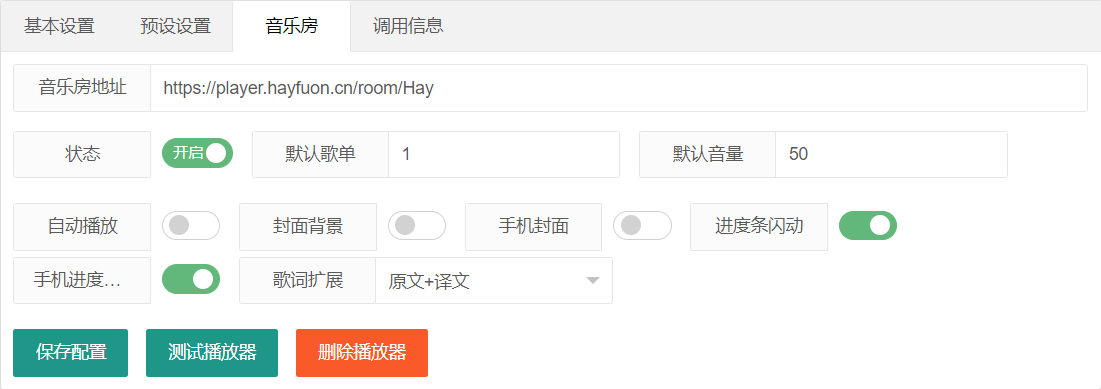 基本设置 预设设置 音乐房 调用信息
音乐房地址 https://player.hayfuon.cn/room/Hay
状态 开启 默认歌单 1 默认音量 50
自动播放 封面背景 手机封面 进度条闪动
手机进度... 歌词扩展 原文+译文
保存配置 测试播放器 删除播放器